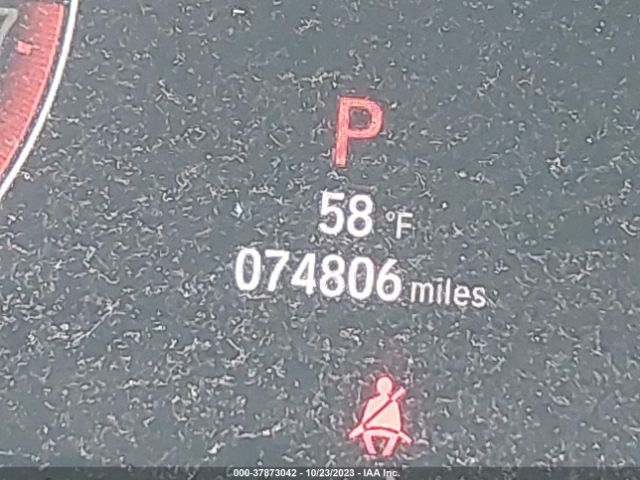 P
58 °F
074806 miles
000-37873042 - 10/23/2023 - IAA Inc.